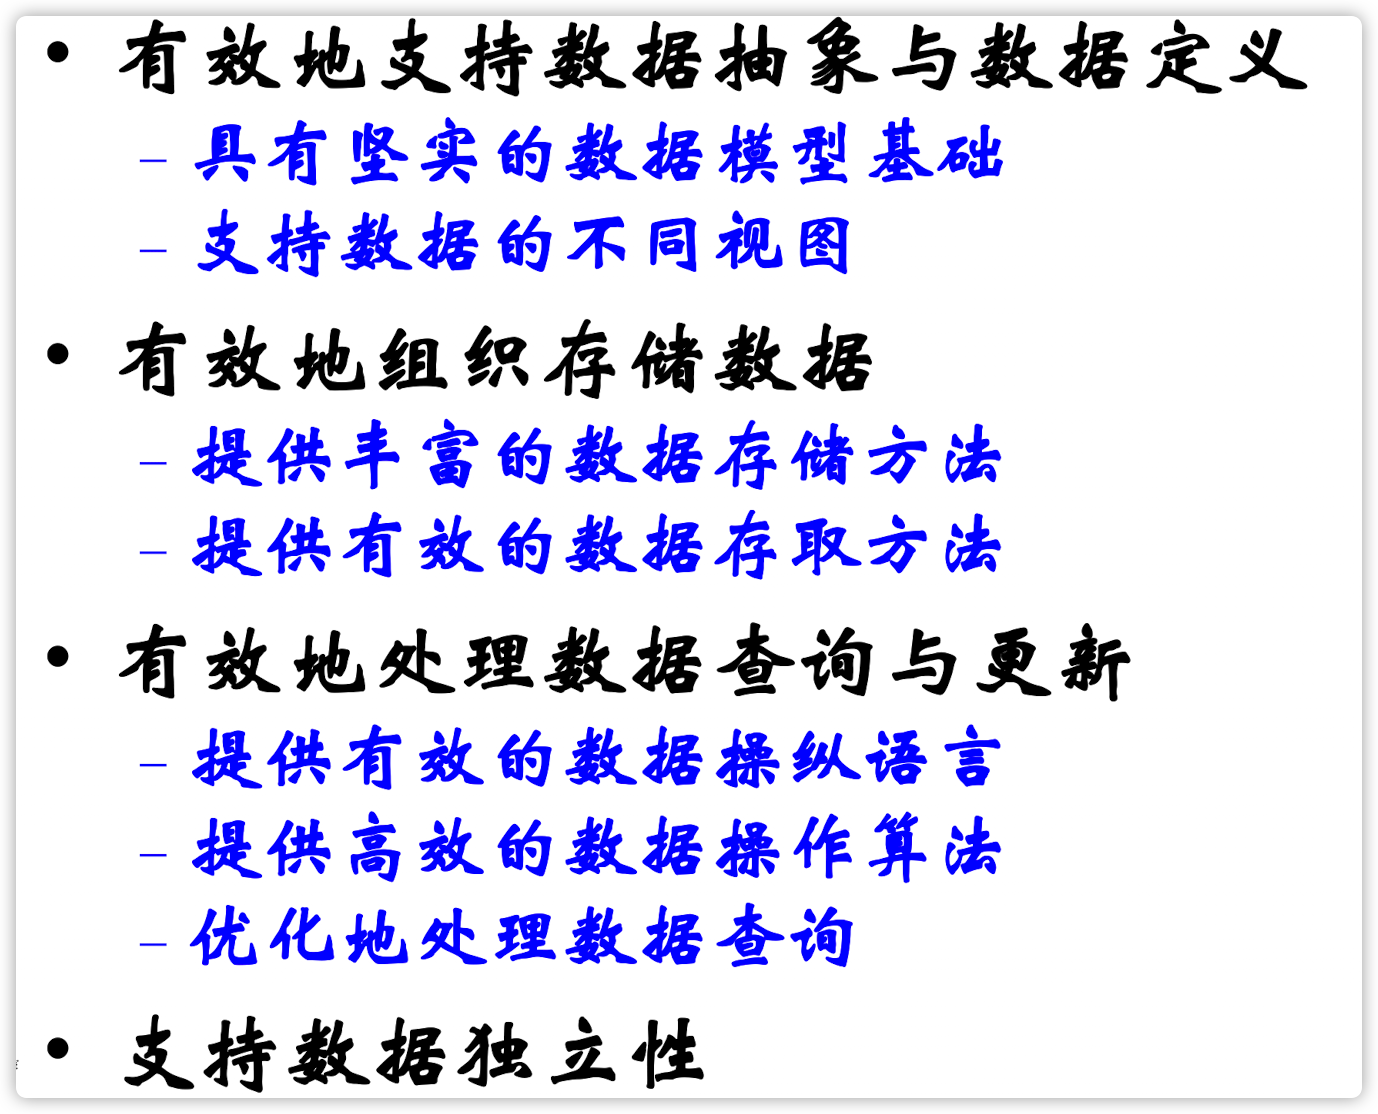 • 有效地支持数据抽象与数据定义
– 具有坚实的数据模型基础
– 支持数据的不同视图
• 有效地组织存储数据
– 提供丰富的数据存储方法
– 提供有效的数据存取方法
• 有效地处理数据查询与更新
– 提供有效的数据操纵语言
– 提供高效的数据操作算法
– 优化地处理数据查询
• 支持数据独立性